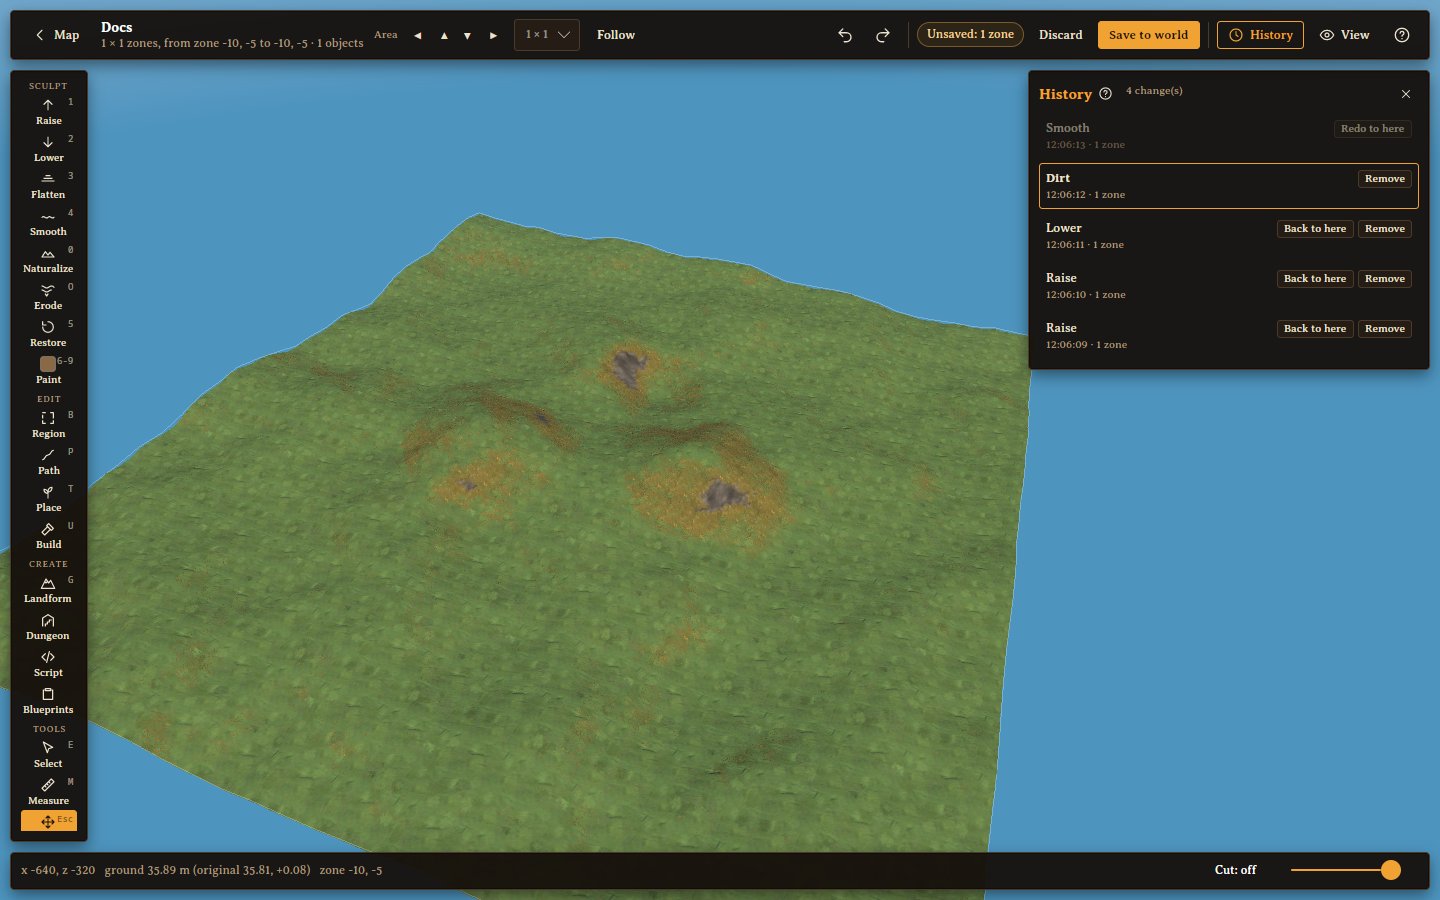 Map
Docs
1 × 1 zones, from zone -10, -5 to -10, -5 · 1 objects
Area
1 × 1
Follow
Unsaved: 1 zone
Discard
Save to world
History
View
SCULPT
Raise 1
Lower 2
Flatten 3
Smooth 4
Naturalize 0
Erode O
Restore 5
Paint 6-9
EDIT
Region B
Path P
Place T
Build U
CREATE
Landform G
Dungeon
Script
Blueprints
TOOLS
Select E
Measure M
Esc
History
4 change(s)
Smooth
Redo to here
12:06:13 · 1 zone
Dirt
Remove
12:06:12 · 1 zone
Lower
Back to here
Remove
12:06:11 · 1 zone
Raise
Back to here
Remove
12:06:10 · 1 zone
Raise
Back to here
Remove
12:06:09 · 1 zone
x -640, z -320 ground 35.89 m (original 35.81, +0.08) zone -10, -5
Cut: off